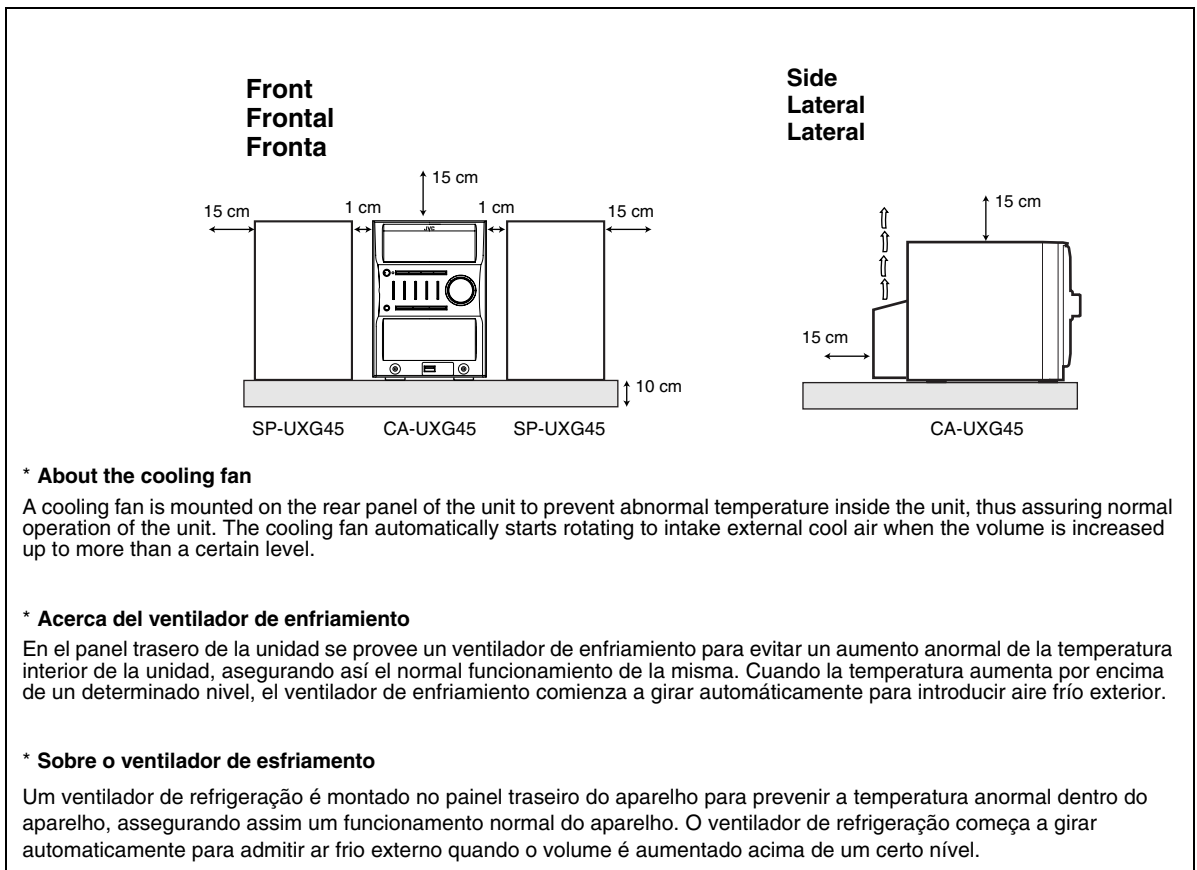 Front
Frontal
Fronta
Side
Lateral
Lateral
15 cm
15 cm
1 cm
1 cm
15 cm
JVC
10 cm
SP-UXG45
CA-UXG45
SP-UXG45
15 cm
15 cm
CA-UXG45
* About the cooling fan
A cooling fan is mounted on the rear panel of the unit to prevent abnormal temperature inside the unit, thus assuring normal
operation of the unit. The cooling fan automatically starts rotating to intake external cool air when the volume is increased
up to more than a certain level.
* Acerca del ventilador de enfriamiento
En el panel trasero de la unidad se provee un ventilador de enfriamiento para evitar un aumento anormal de la temperatura
interior de la unidad, asegurando así el normal funcionamiento de la misma. Cuando la temperatura aumenta por encima
de un determinado nivel, el ventilador de enfriamiento comienza a girar automáticamente para introducir aire frío exterior.
* Sobre o ventilador de esfriamento
Um ventilador de refrigeração é montado no painel traseiro do aparelho para prevenir a temperatura anormal dentro do
aparelho, assegurando assim um funcionamento normal do aparelho. O ventilador de refrigeração começa a girar
automaticamente para admitir ar frio externo quando o volume é aumentado acima de um certo nível.